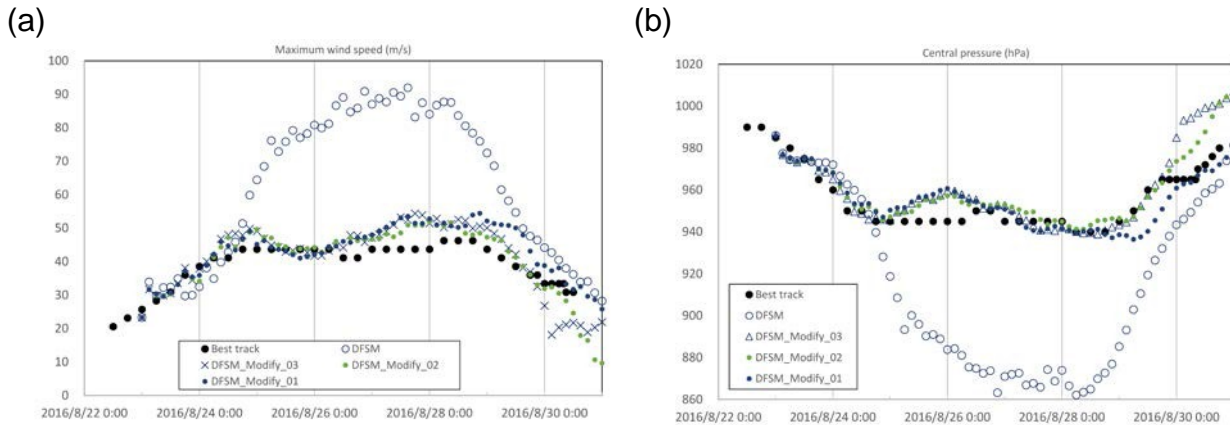 (a)
Maximum wind speed (m/s)
100
90
80
70
60
50
40
30
20
10
0
Best track
DFSM
DFSM_Modify_03
DFSM_Modify_02
DFSM_Modify_01
2016/8/22 0:00
2016/8/24 0:00
2016/8/26 0:00
2016/8/28 0:00
2016/8/30 0:00
(b)
Central pressure (hPa)
1020
1000
980
960
940
920
900
880
860
Best track
DFSM
DFSM_Modify_03
DFSM_Modify_02
DFSM_Modify_01
2016/8/22 0:00
2016/8/24 0:00
2016/8/26 0:00
2016/8/28 0:00
2016/8/30 0:00